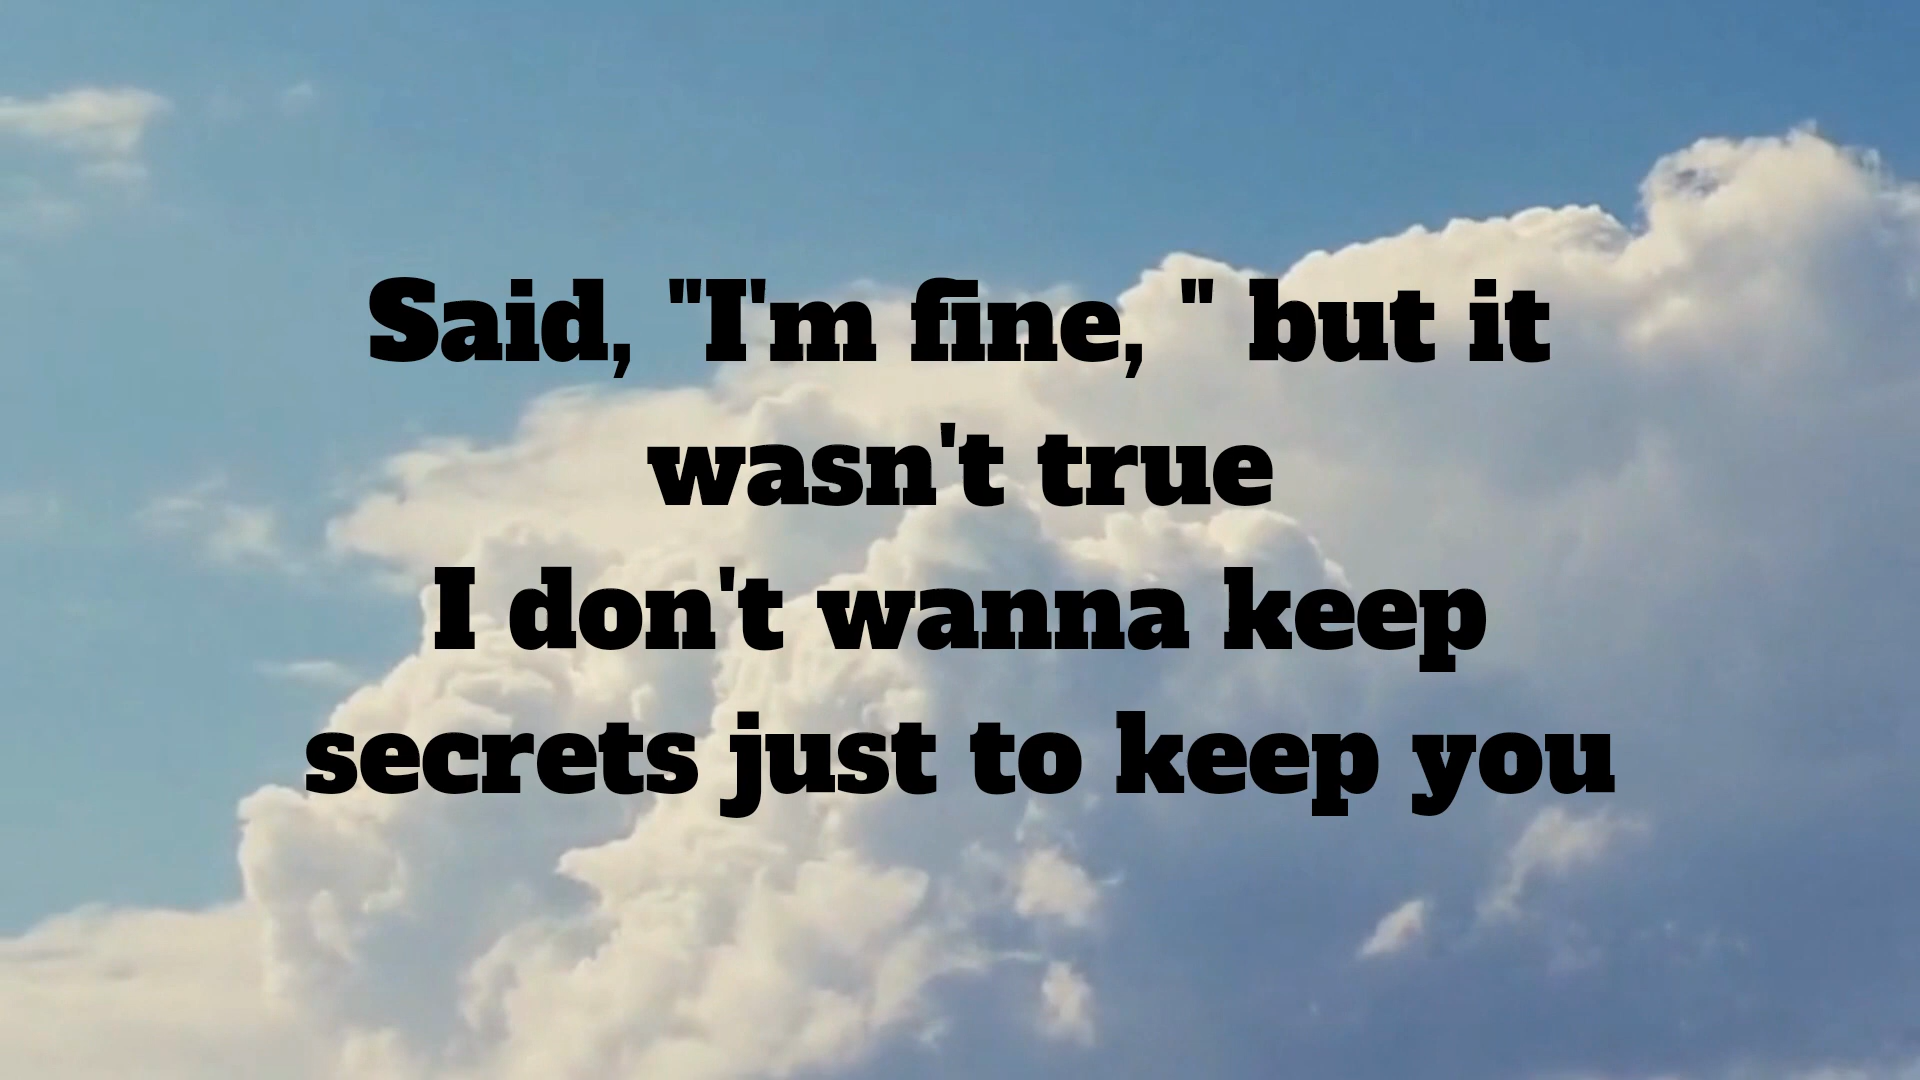 Said, "I'm fine, " but it
wasn't true
I don't wanna keep
secrets just to keep you